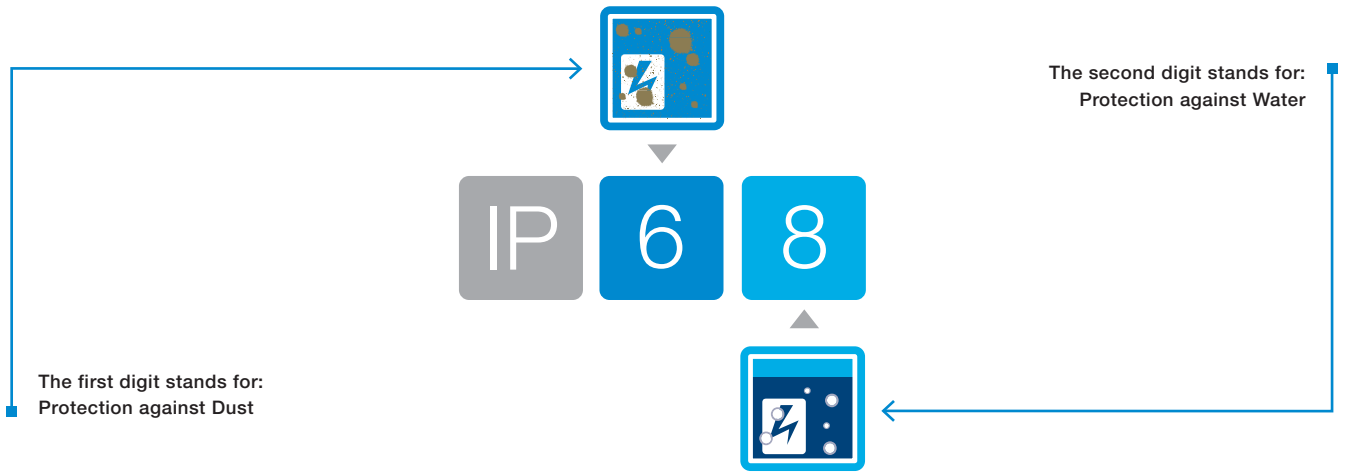 The second digit stands for:
Protection against Water
IP 6 8
The first digit stands for:
Protection against Dust